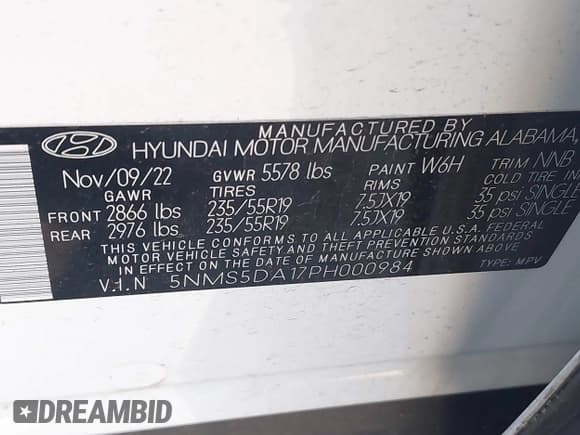 MANUFACTURED BY
HYUNDAI MOTOR MANUFACTURING ALABAMA,
Nov/09/22 GVWR 5578 lbs PAINT W6H TRIM NNB
GAWR TIRES RIMS COLD TIRE
FRONT 2866 lbs 235/55R19 7.57X19 35 psi SINGLE
REAR 2976 lbs 235/55R19 7.57X19 35 psi SINGLE
THIS VEHICLE CONFORMS TO ALL APPLICABLE U.S.A. FEDERAL
MOTOR VEHICLE SAFETY AND THEFT PREVENTION STANDARDS
IN EFFECT ON THE DATE OF MANUFACTURE SHOWN ABOVE.
V.I.N 5NMS5DA17PH000984 TYPE: MPV
DREAMBID